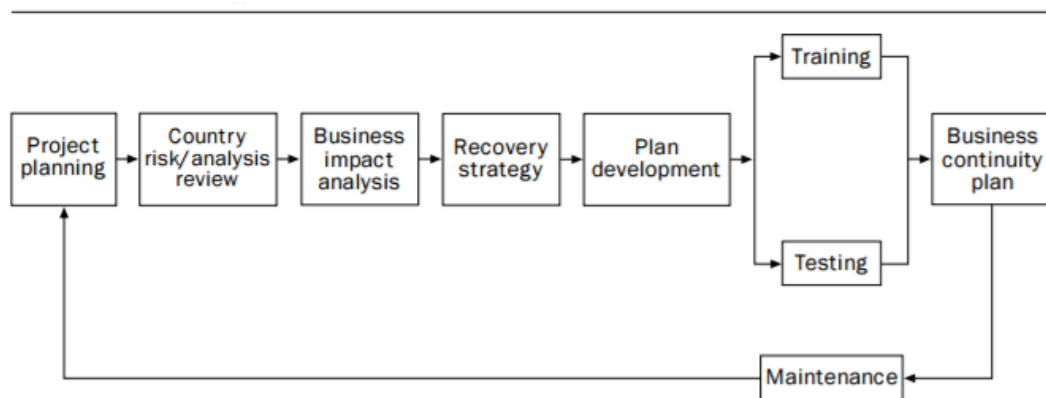 Project
planning
Country
risk/analysis
review
Business
impact
analysis
Recovery
strategy
Plan
development
Training
Testing
Business
continuity
plan
Maintenance